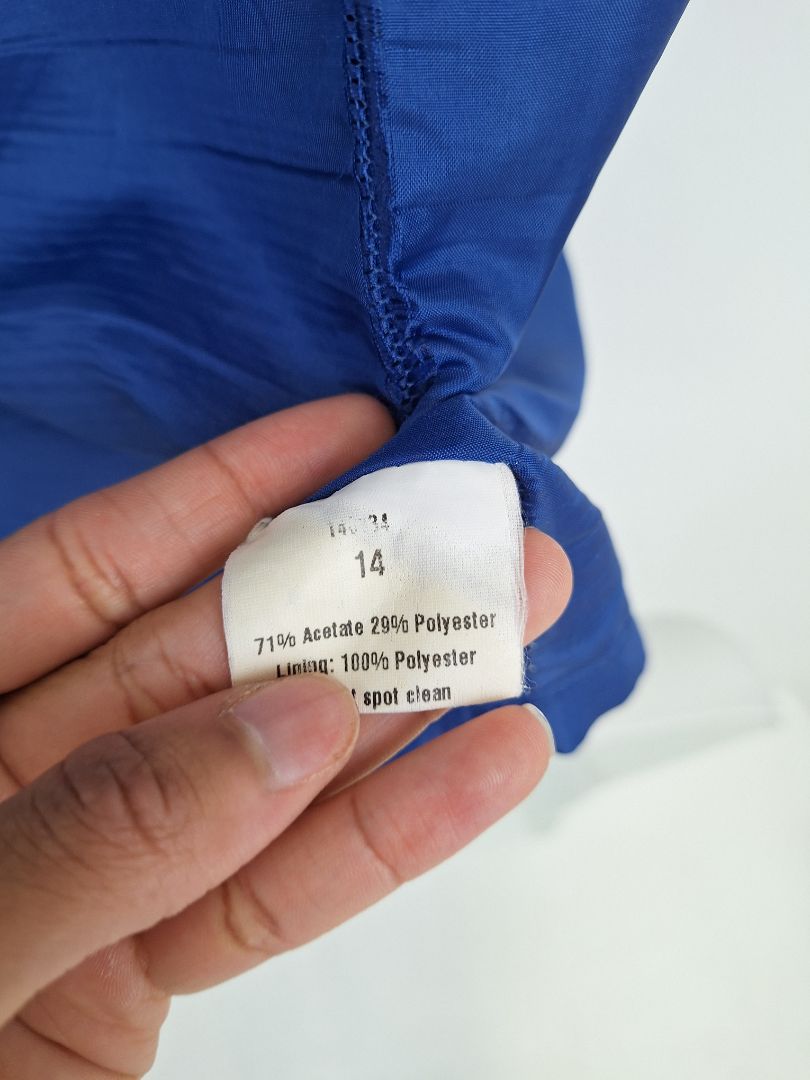 14
71% Acetate 29% Polyester
Lining: 100% Polyester
spot clean